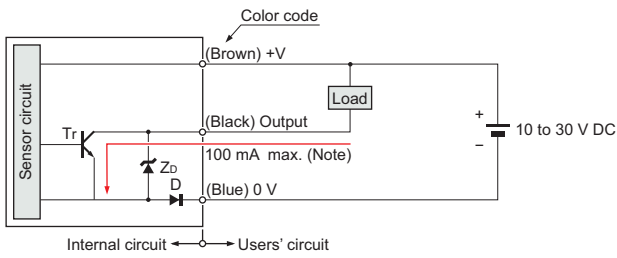 Color code
(Brown) +V
Load
Sensor circuit
Tr
(Black) Output
+
10 to 30 V DC
−
100 mA max. (Note)
ZD
D
(Blue) 0 V
Internal circuit
Users' circuit